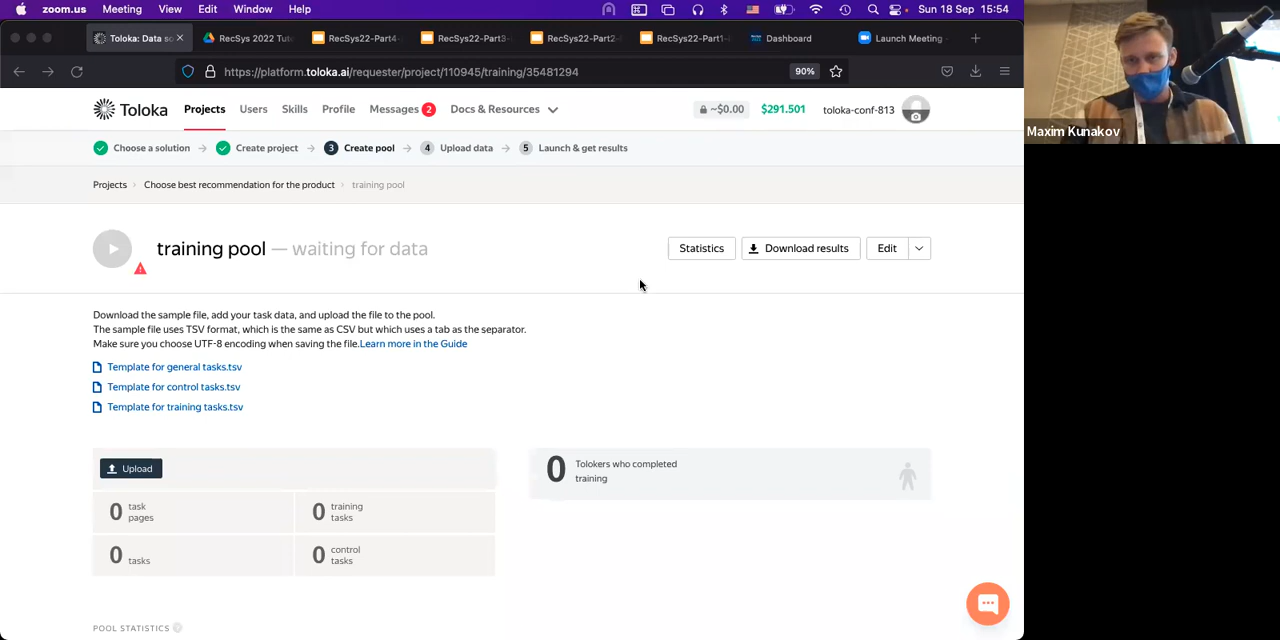 zoom.us Meeting View Edit Window Help Sun 18 Sep 15:54
Toloka: Data so RecSys 2022 Tuto RecSys22-Part4- RecSys22-Part3- RecSys22-Part2- RecSys22-Part1- Dashboard Launch Meeting
https://platform.toloka.ai/requester/project/110945/training/35481294 90%
Toloka Projects Users Skills Profile Messages 2 Docs & Resources ~$0.00 $291.501 toloka-conf-813
Choose a solution Create project 3 Create pool 4 Upload data 5 Launch & get results
Projects Choose best recommendation for the product training pool
training pool — waiting for data Statistics Download results Edit
Download the sample file, add your task data, and upload the file to the pool.
The sample file uses TSV format, which is the same as CSV but which uses a tab as the separator.
Make sure you choose UTF-8 encoding when saving the file.Learn more in the Guide
Template for general tasks.tsv
Template for control tasks.tsv
Template for training tasks.tsv
Upload
0 task pages
0 training tasks
0 tasks
0 control tasks
0 Tolokers who completed
training
POOL STATISTICS ?
Maxim Kunakov